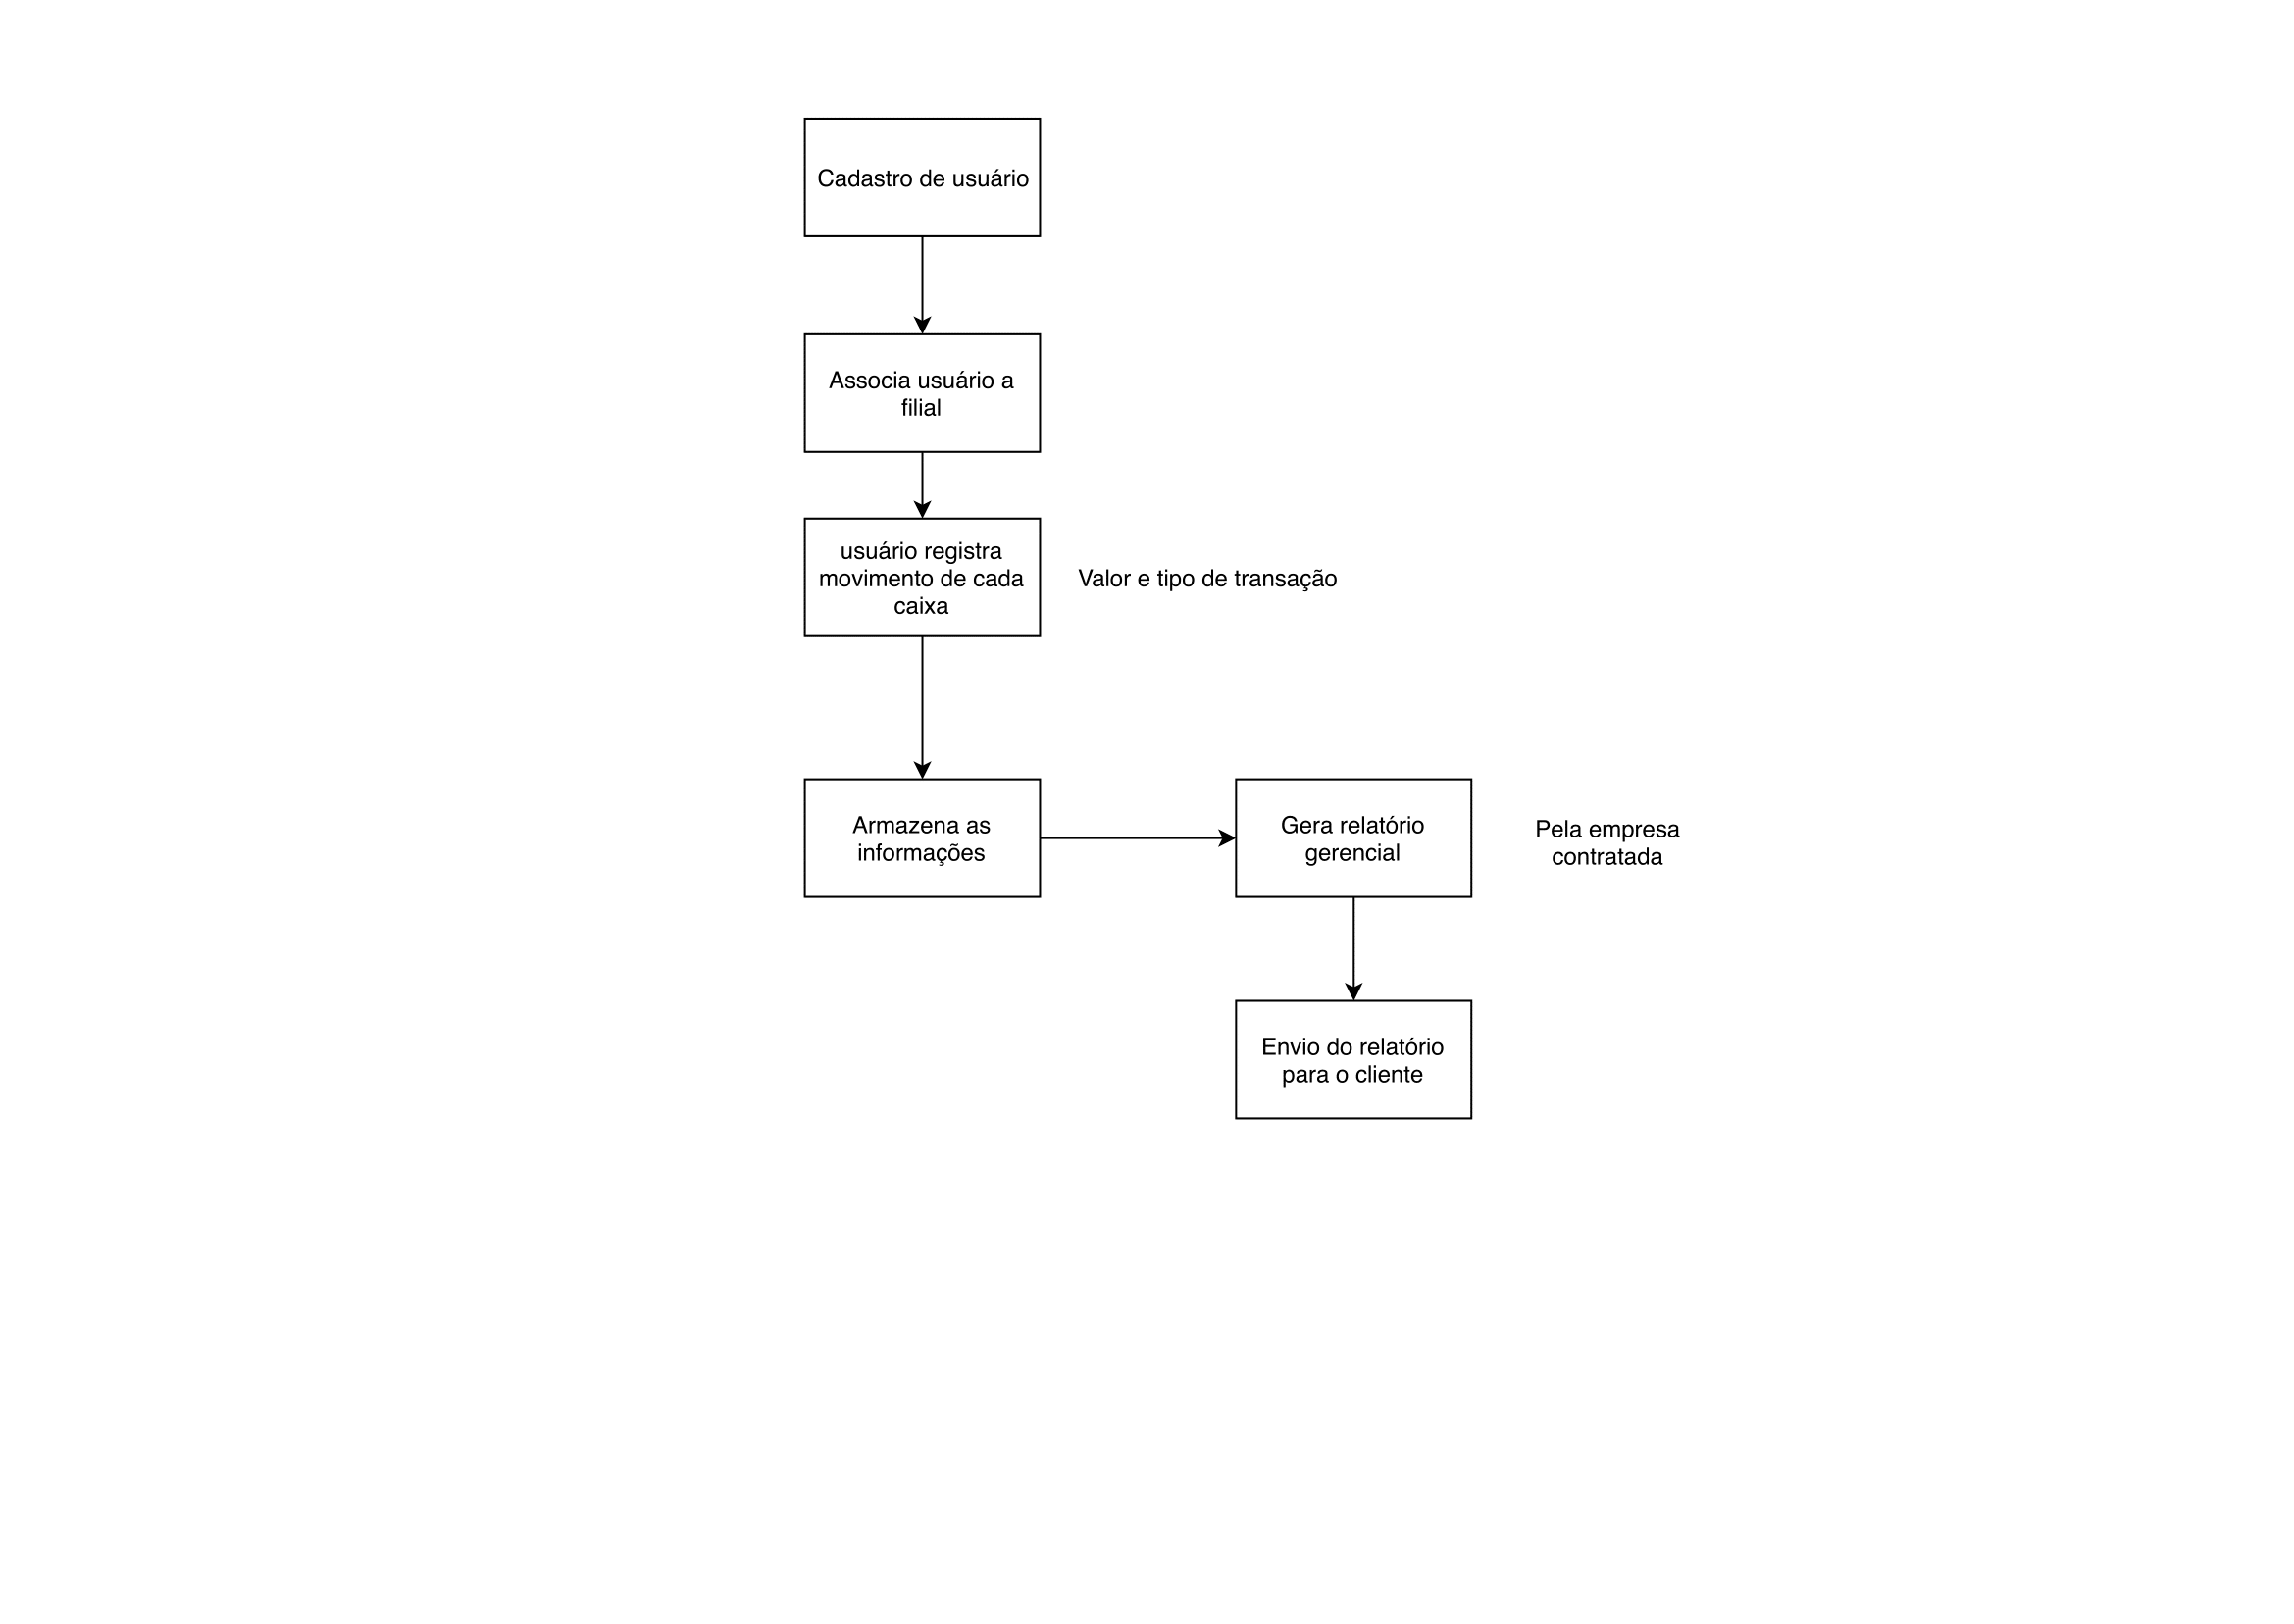 Cadastro de usuário
Associa usuário a
filial
usuário registra
movimento de cada
caixa
Valor e tipo de transação
Armazena as
informações
Gera relatório
gerencial
Pela empresa
contratada
Envio do relatório
para o cliente